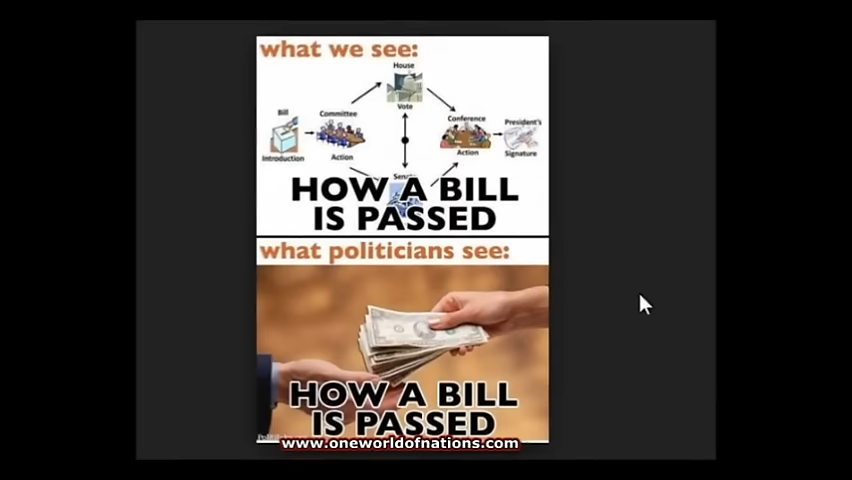 what we see:
House
Vote
Bill
Introduction
Committee
Action
Conference
Action
President's
Signature
HOW A BILL
IS PASSED
what politicians see:
HOW A BILL
IS PASSED
www.oneworldofnations.com